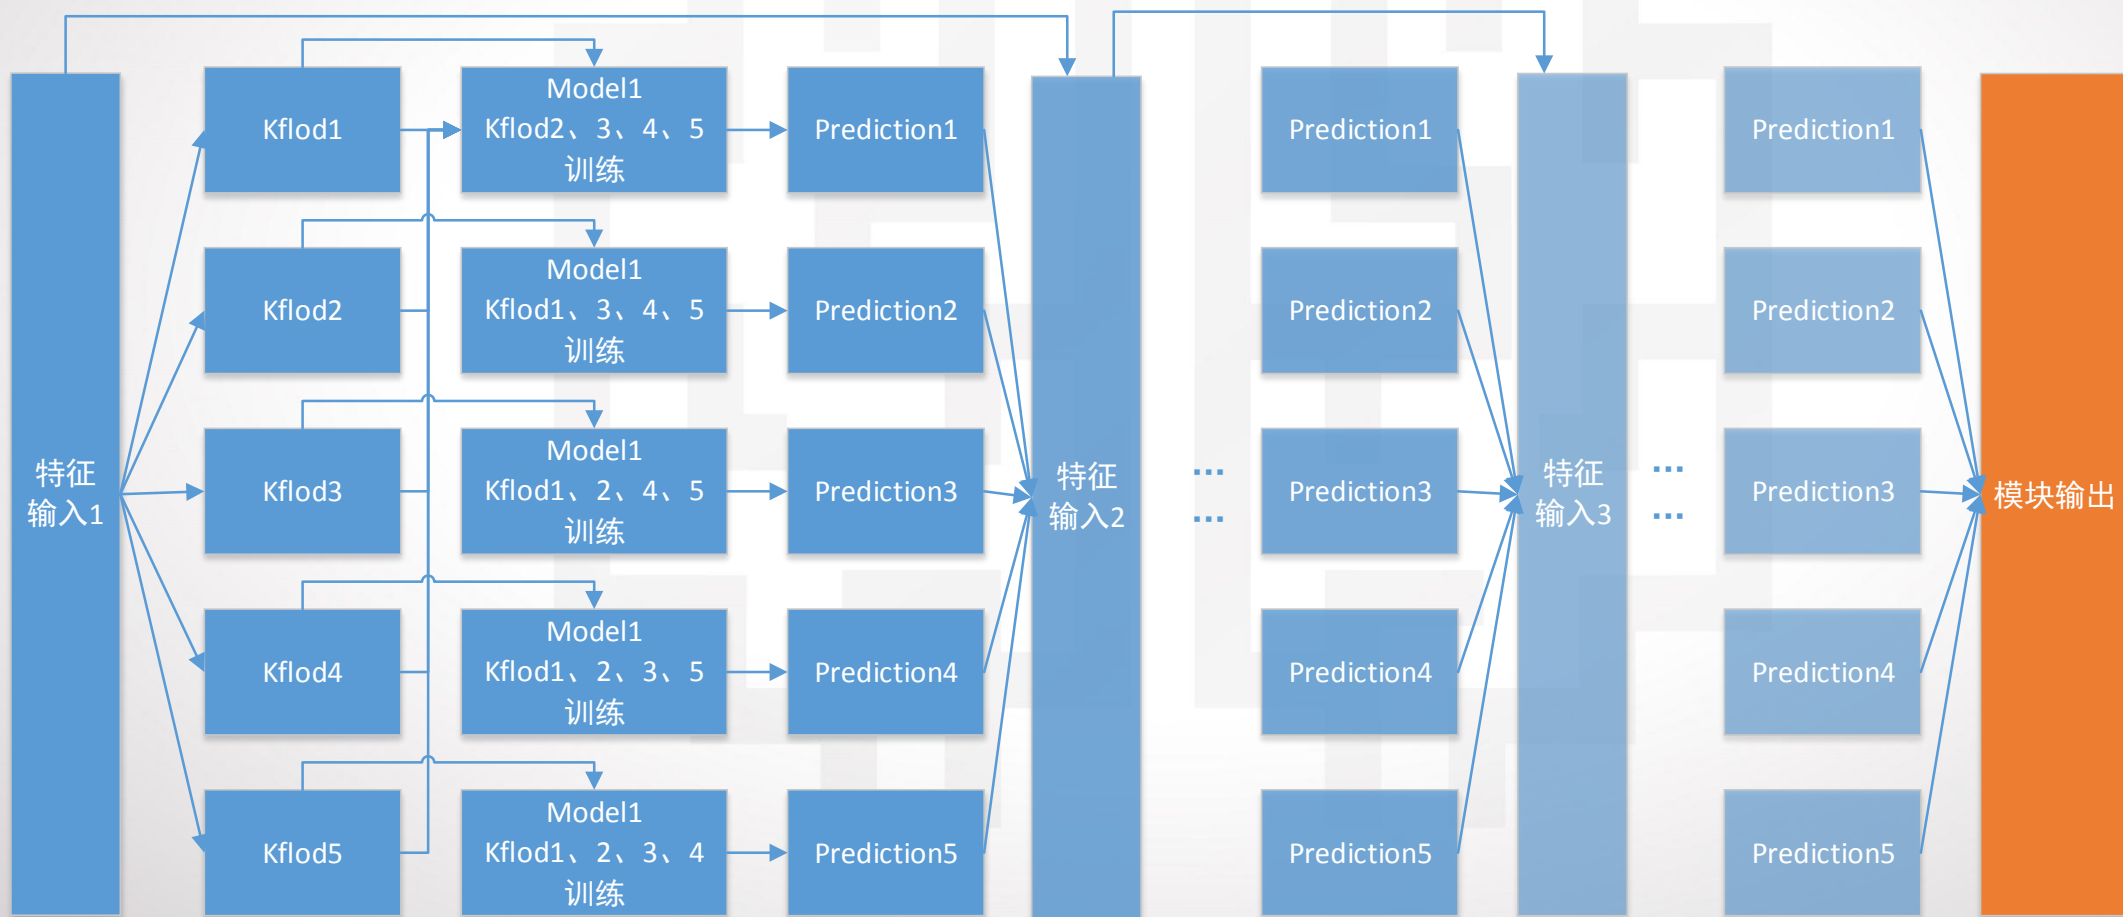 特征
输入1
Kflod1
Kflod2
Kflod3
Kflod4
Kflod5
Model1
Kflod2、3、4、5
训练
Model1
Kflod1、3、4、5
训练
Model1
Kflod1、2、4、5
训练
Model1
Kflod1、2、3、5
训练
Model1
Kflod1、2、3、4
训练
Prediction1
Prediction2
Prediction3
Prediction4
Prediction5
特征
输入2
...
...
Prediction1
Prediction2
Prediction3
Prediction4
Prediction5
特征
输入3
...
...
Prediction1
Prediction2
Prediction3
Prediction4
Prediction5
模块输出